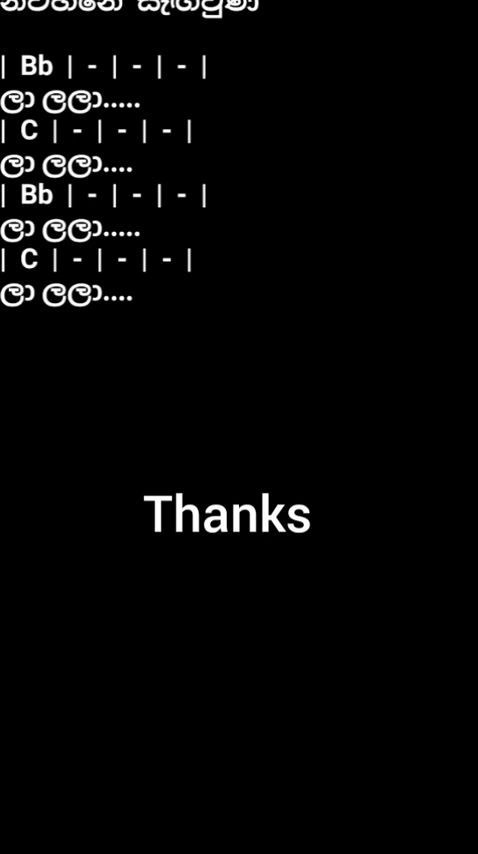 | Bb | - | - | - |
ලා ලලා.....
| C | - | - | - |
ලා ලලා....
| Bb | - | - | - |
ලා ලලා.....
| C | - | - | - |
ලා ලලා....
Thanks